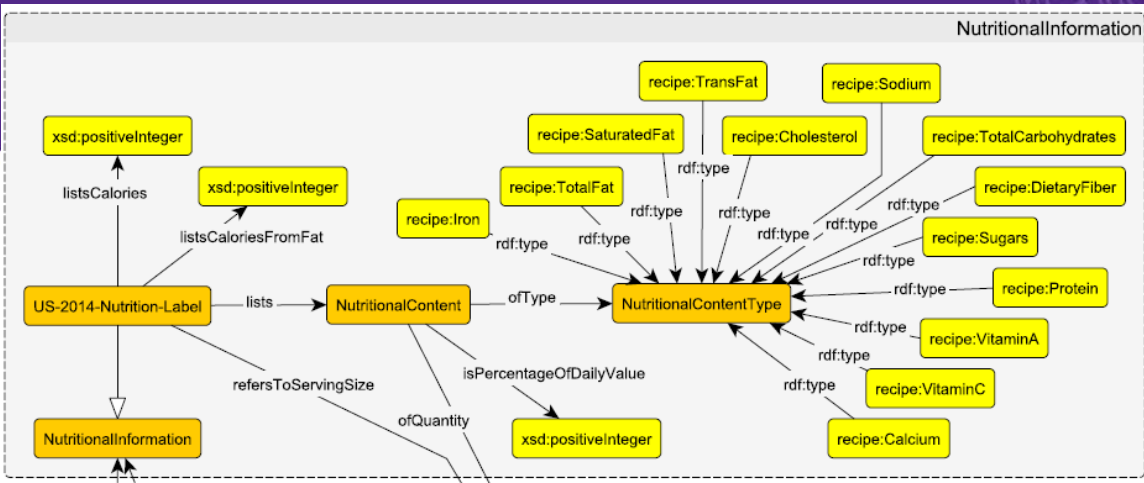 NutritionalInformation
recipe:TransFat
recipe:Sodium
xsd:positiveInteger
recipe:SaturatedFat
recipe:Cholesterol
recipe:TotalCarbohydrates
rdf:type
listsCalories
xsd:positiveInteger
recipe:TotalFat
recipe:DietaryFiber
recipe:Iron
rdf:type
rdf:type
rdf:type
rdf:type
rdf:type
rdf:type
rdf:type
listsCaloriesFromFat
recipe:Sugars
rdf:type
US-2014-Nutrition-Label
lists
NutritionalContent
ofType
NutritionalContentType
rdf:type
recipe:Protein
rdf:type
recipe:VitaminA
rdf:type
refersToServingSize
isPercentageOfDailyValue
rdf:type
recipe:VitaminC
ofQuantity
NutritionalInformation
xsd:positiveInteger
recipe:Calcium